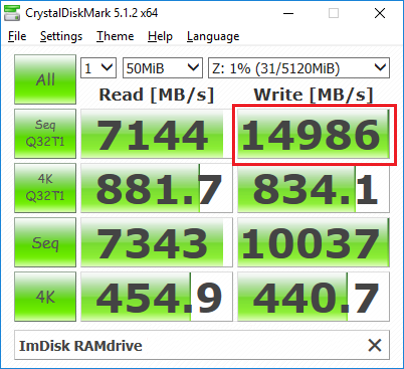 CrystalDiskMark 5.1.2 x64
File Settings Theme Help Language
All 1 50MiB Z: 1% (31/5120MiB)
Read [MB/s] Write [MB/s]
Seq Q32T1 7144 14986
4K Q32T1 881.7 834.1
Seq 7343 10037
4K 454.9 440.7
ImDisk RAMdrive